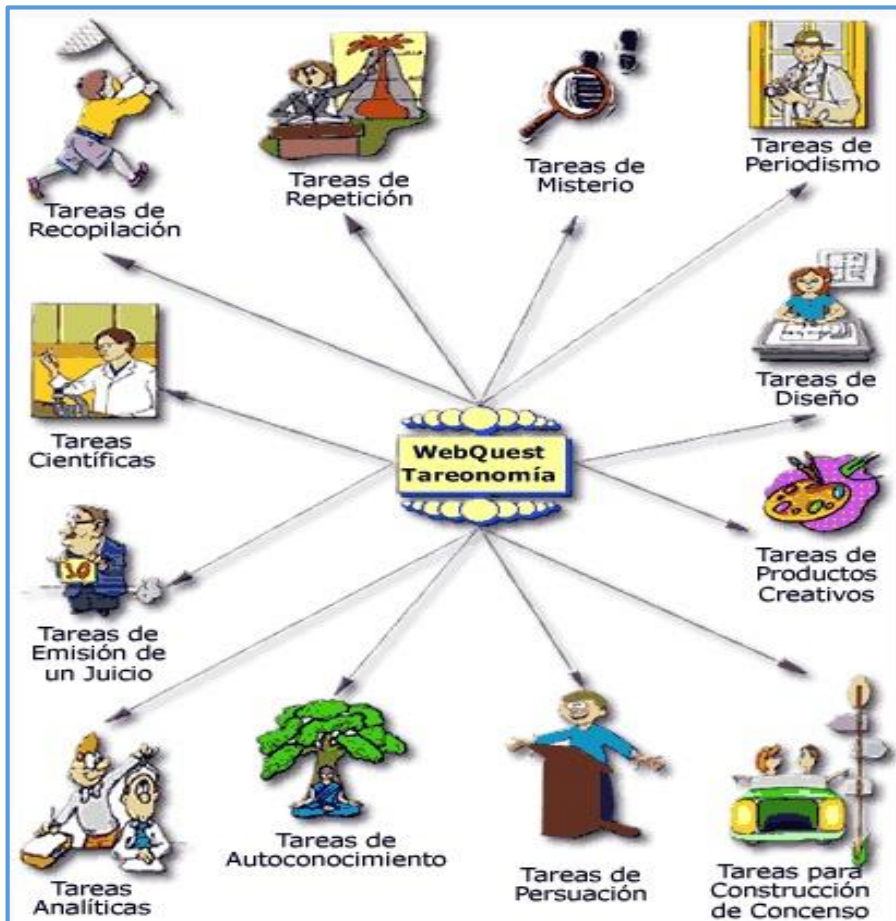 Tareas de
Recopilación
Tareas de
Repetición
Tareas de
Misterio
Tareas de
Periodismo
Tareas
Científicas
WebQuest
Tareonomía
Tareas de
Diseño
Tareas de
Productos
Creativos
Tareas de
Emisión de
un Juicio
Tareas
Analíticas
Tareas de
Autoconocimiento
Tareas de
Persuación
Tareas para
Construcción
de Concenso